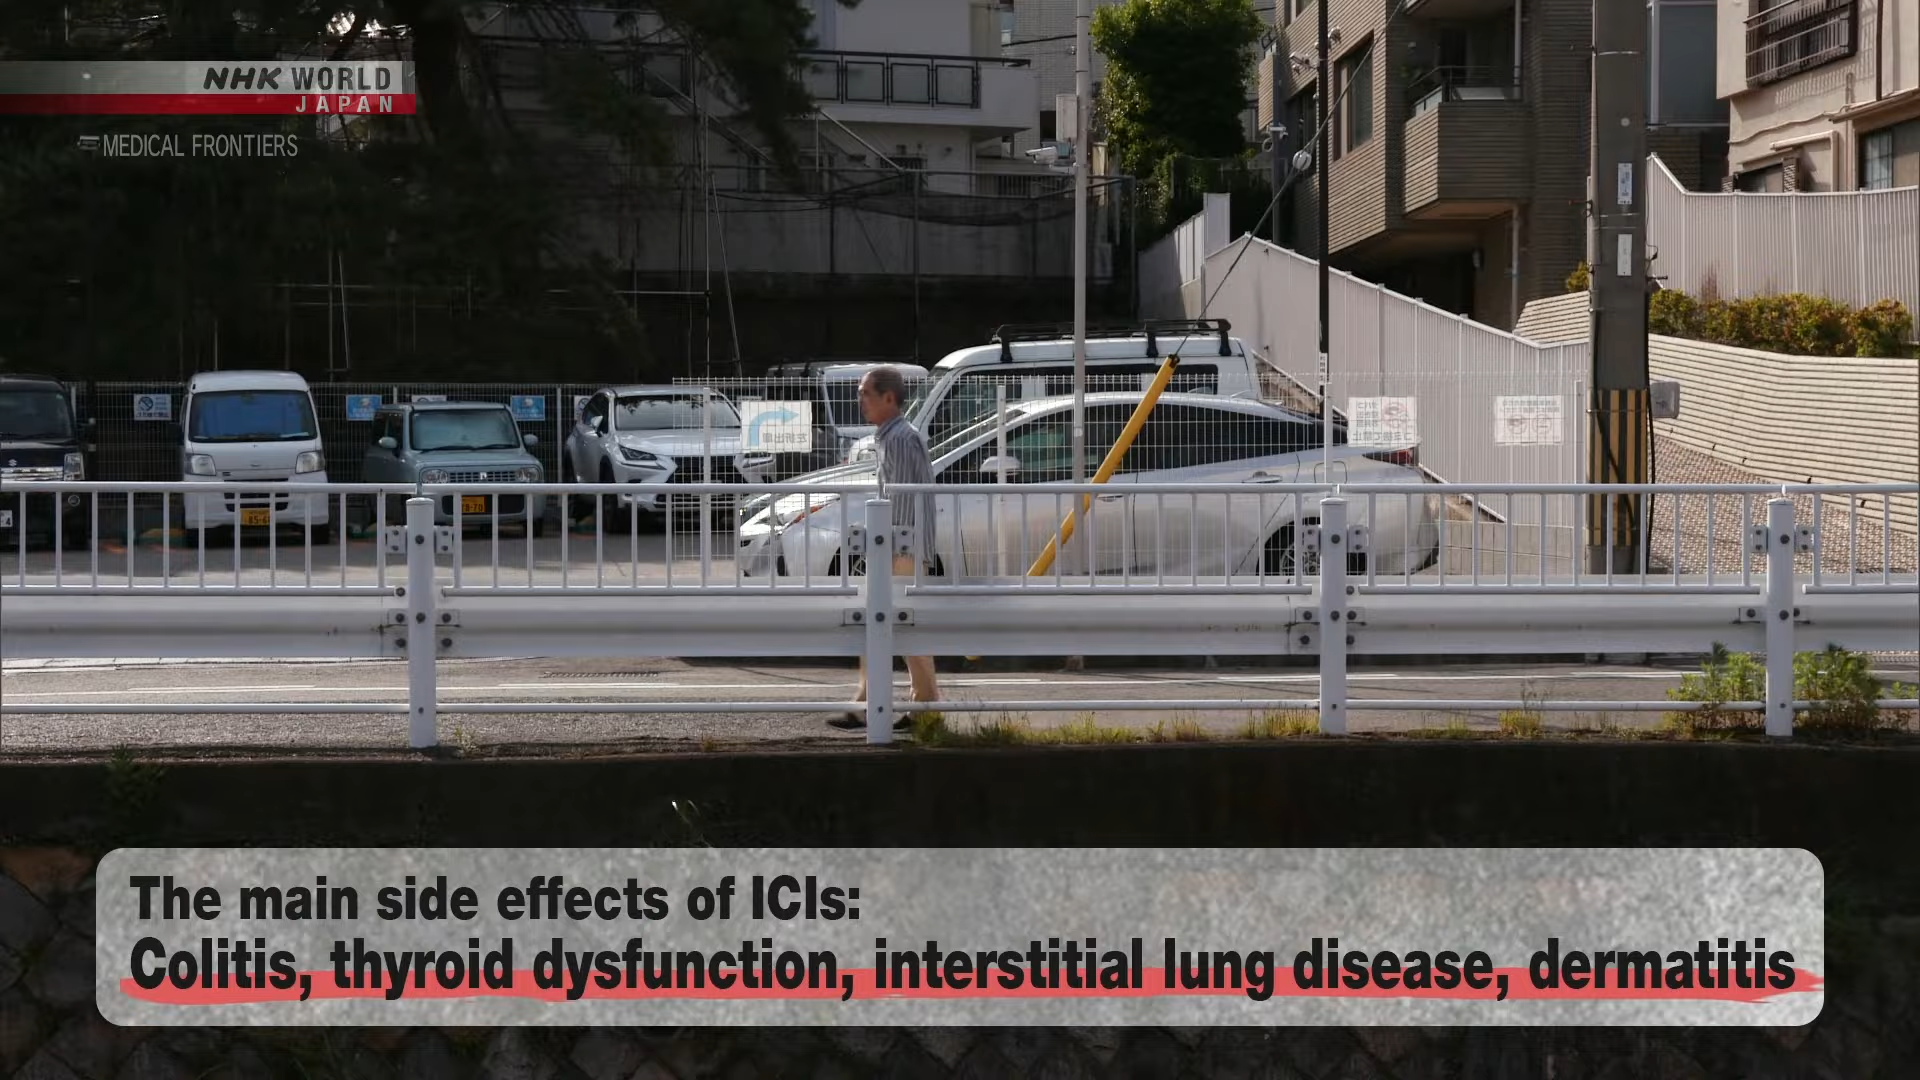 NHK WORLD
JAPAN
MEDICAL FRONTIERS
The main side effects of ICIs:
Colitis, thyroid dysfunction, interstitial lung disease, dermatitis